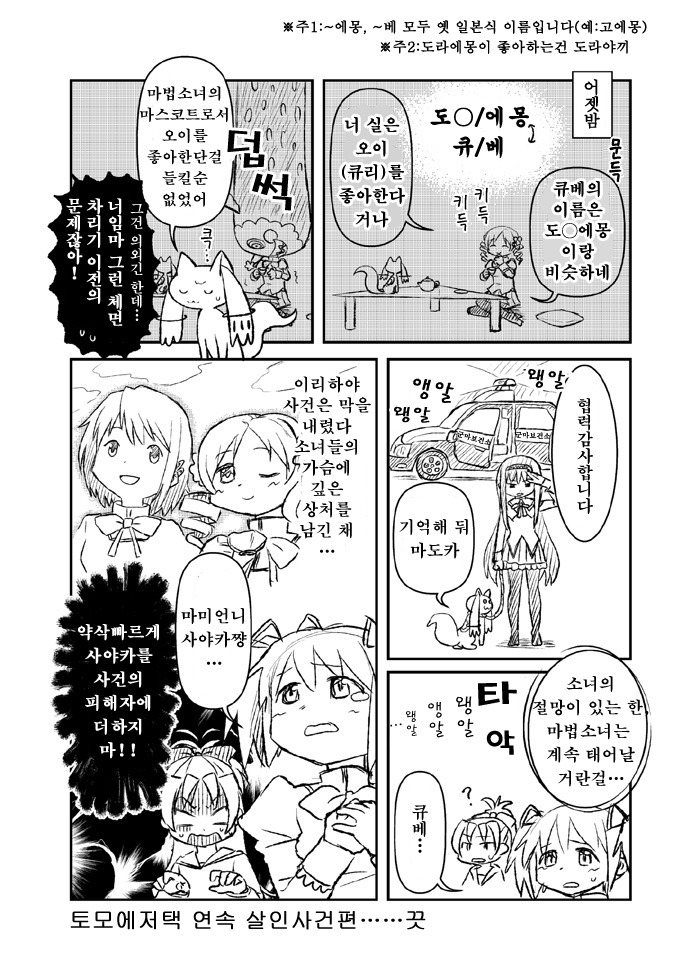 ※주1:~에몽, ~베 모두 옛 일본식 이름입니다(예:고에몽)
※주2:도라에몽이 좋아하는건 도라야끼
어젯밤
문득
큐베의
이름은
도○에몽
이랑
비슷하네
도○/에몽
큐/베
키득
키득
너 실은
오이
(큐리)를
좋아한다
거나
마법소녀의
마스코트로서
오이를
좋아한단걸
들킬순
없었어
덥
썩
큭…
그건 의외긴 한데…
너임마 그런 체면
차리기 이전의
문제잖아!
앵알
앵알
앵알
협력감사합니다
군마보건소
군마보건소
기억해 둬
마도카
소녀의
절망이 있는 한,
마법소녀는
계속 태어날
거란걸…
타
악
앵알
앵알
…앵알
?
큐베…
이리하야
사건은 막을
내렸다
소녀들의
가슴에
깊은
(상처를
남긴 채
…
마미언니
사야카쨩
…
약삭빠르게
사야카를
사건의
피해자에
더하지
마!!
토모에저택 연속 살인사건편……끗